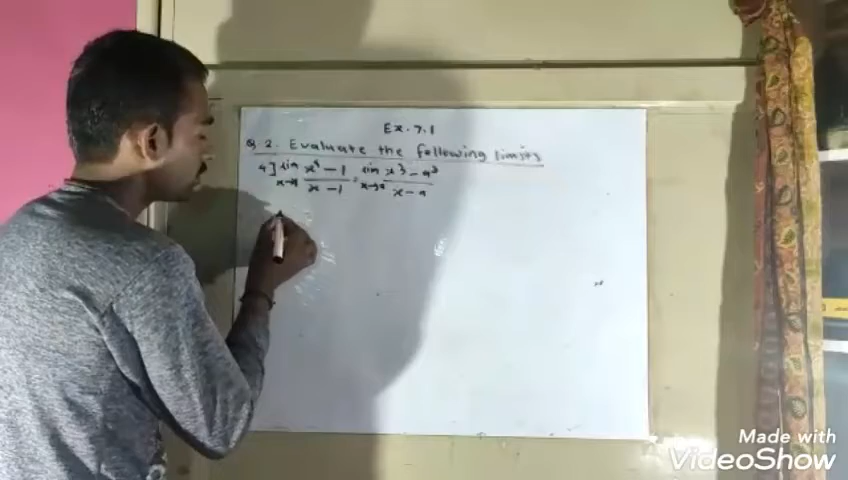 Ex. 7.1
Q 2. Evaluate the following limits
4] lim x⁴ - 1 = lim x³ - a³
x→1 x - 1 x→a x - a
Made with
VideoShow